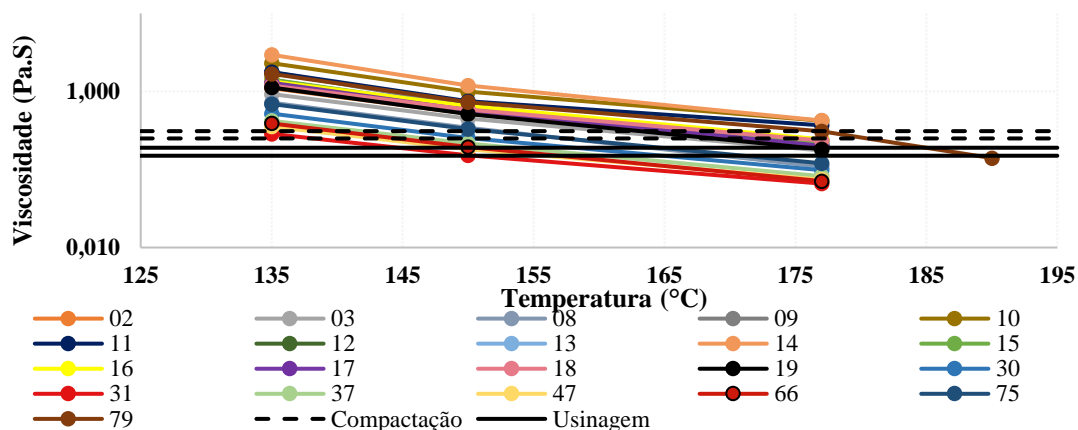 Viscosidade (Pa.S)
1,000
0,010
125 135 145 155 165 175 185 195
Temperatura (°C)
02 03 08 09 10
11 12 13 14 15
16 17 18 19 30
31 37 47 66 75
79 Compactação Usinagem